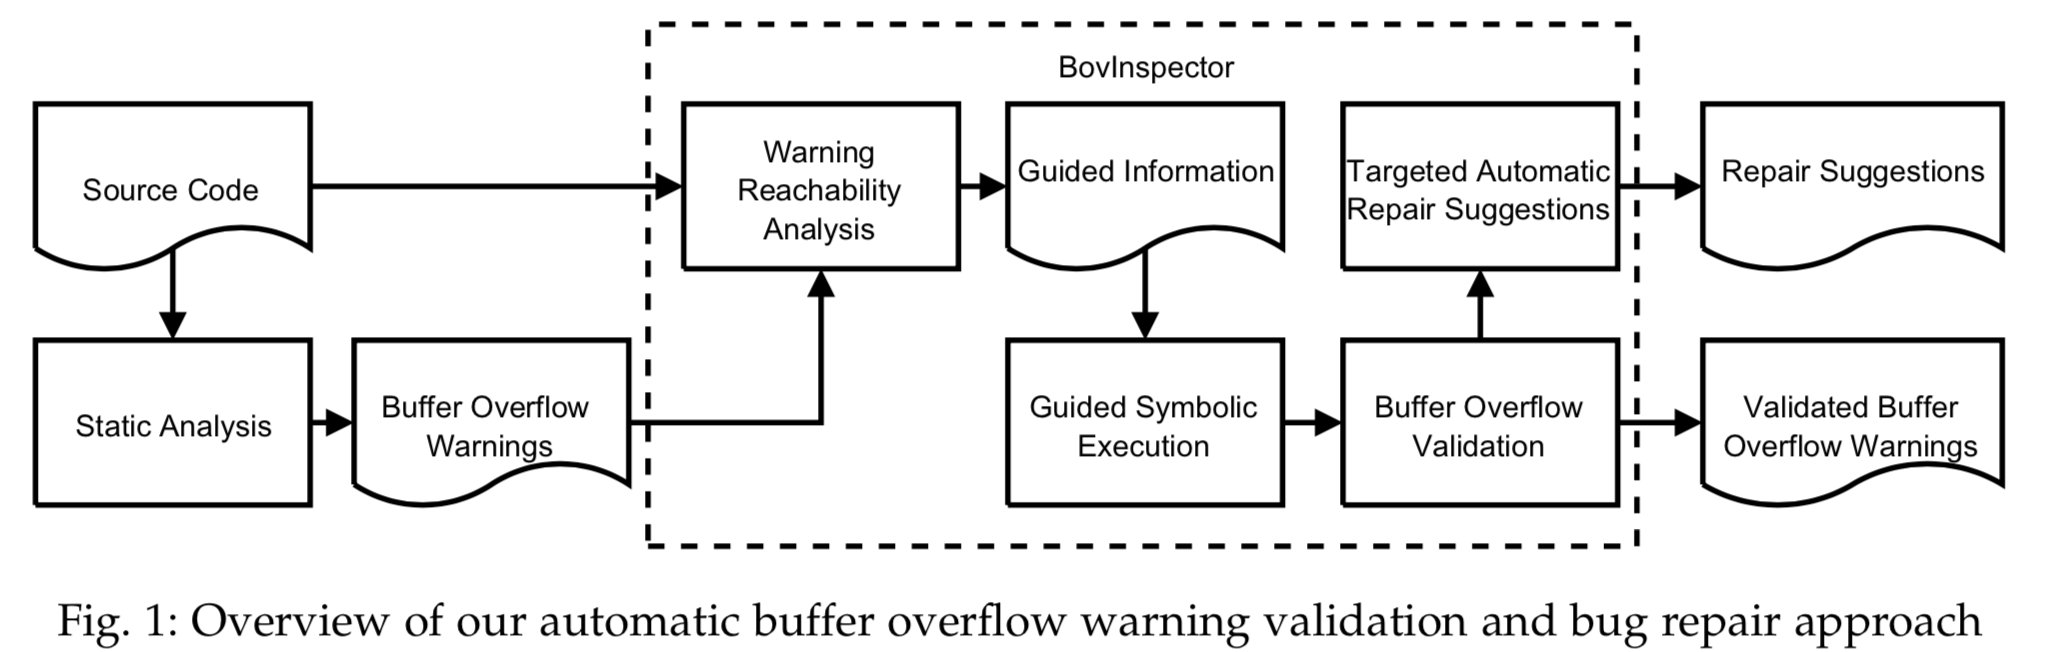 BovInspector
Source Code
Warning
Reachability
Analysis
Guided Information
Targeted Automatic
Repair Suggestions
Repair Suggestions
Static Analysis
Buffer Overflow
Warnings
Guided Symbolic
Execution
Buffer Overflow
Validation
Validated Buffer
Overflow Warnings
Fig. 1: Overview of our automatic buffer overflow warning validation and bug repair approach